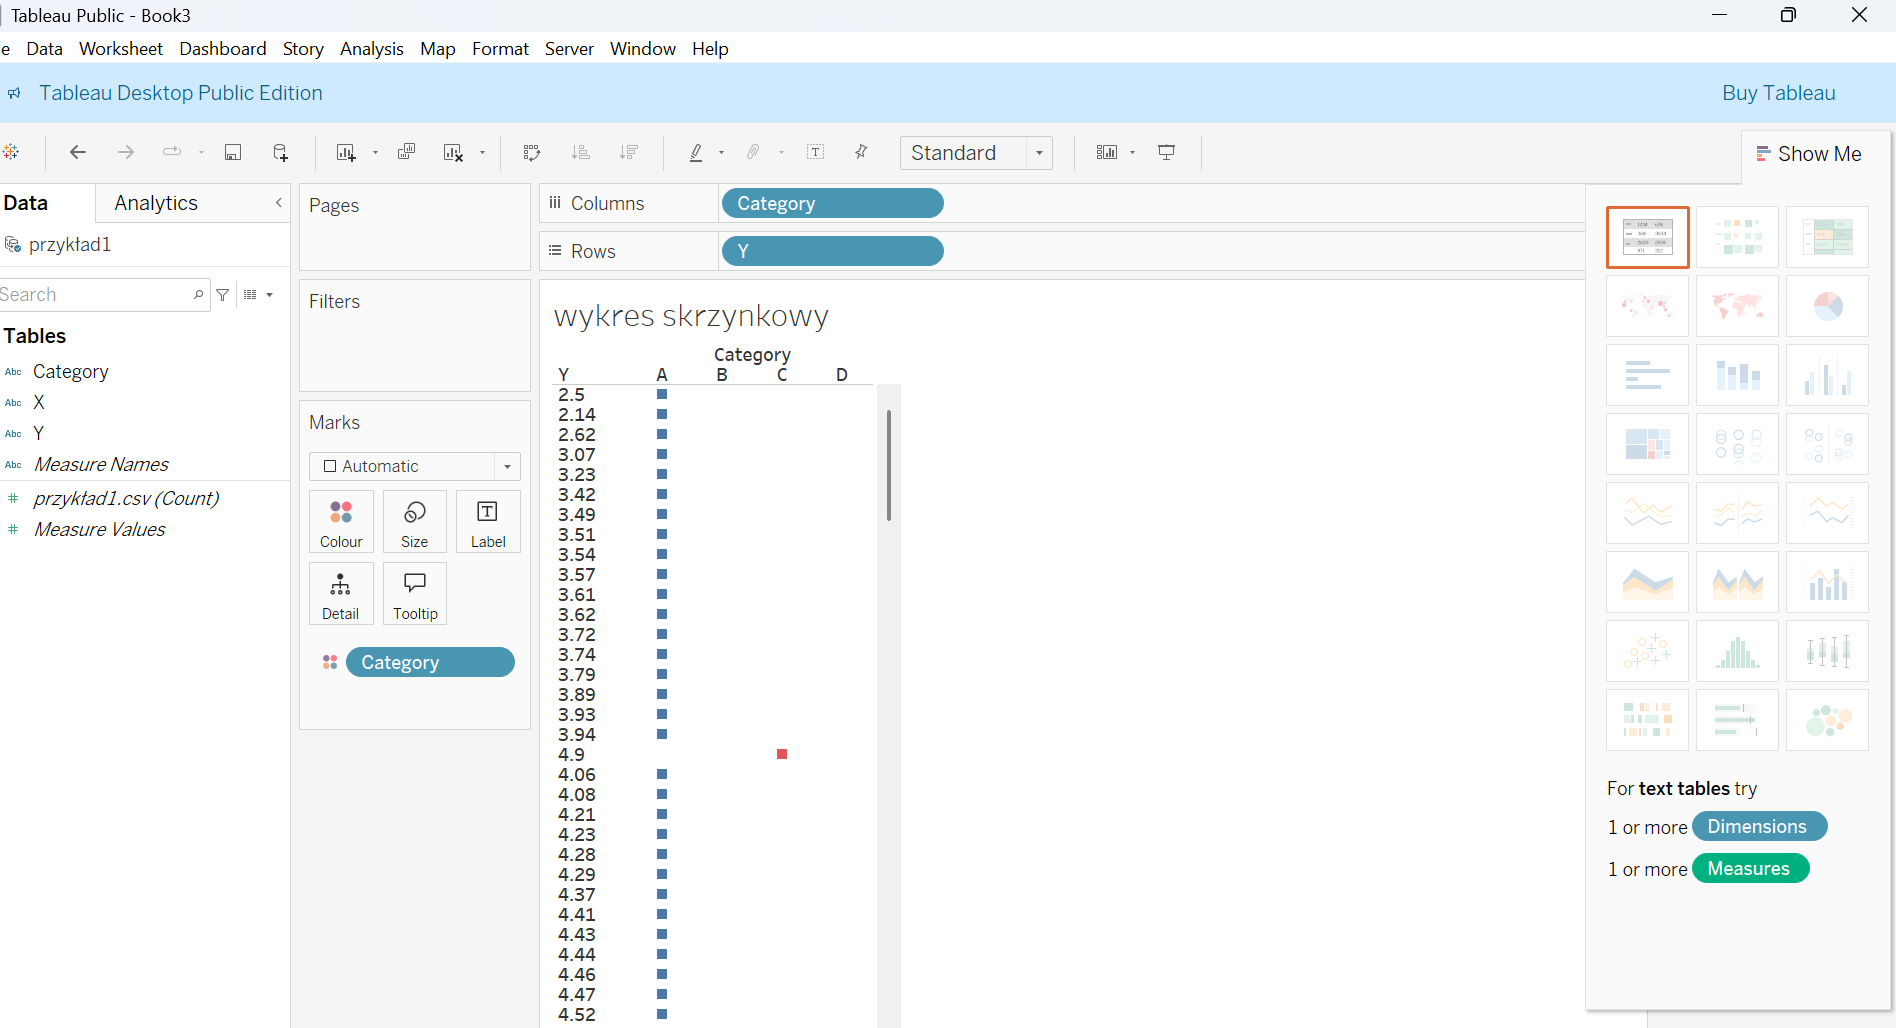 Tableau Public - Book3
e Data Worksheet Dashboard Story Analysis Map Format Server Window Help
Tableau Desktop Public Edition
Buy Tableau
Standard
Show Me
Data
Analytics
przykład1
Search
Tables
Abc Category
Abc X
Abc Y
Abc Measure Names
# przykład1.csv (Count)
# Measure Values
Pages
Filters
Marks
Automatic
Colour
Size
Label
Detail
Tooltip
Category
Columns
Category
Rows
Y
wykres skrzynkowy
Category
Y A B C D
2.5
2.14
2.62
3.07
3.23
3.42
3.49
3.51
3.54
3.57
3.61
3.62
3.72
3.74
3.79
3.89
3.93
3.94
4.9
4.06
4.08
4.21
4.23
4.28
4.29
4.37
4.41
4.43
4.44
4.46
4.47
4.52
For text tables try
1 or more Dimensions
1 or more Measures